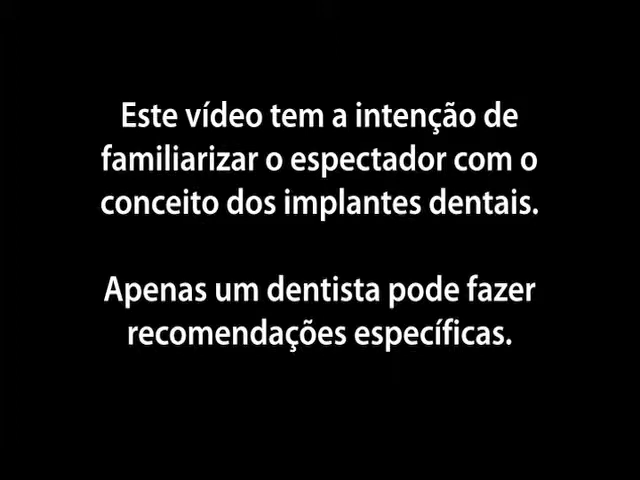 Este vídeo tem a intenção de
familiarizar o espectador com o
conceito dos implantes dentais.
Apenas um dentista pode fazer
recomendações específicas.